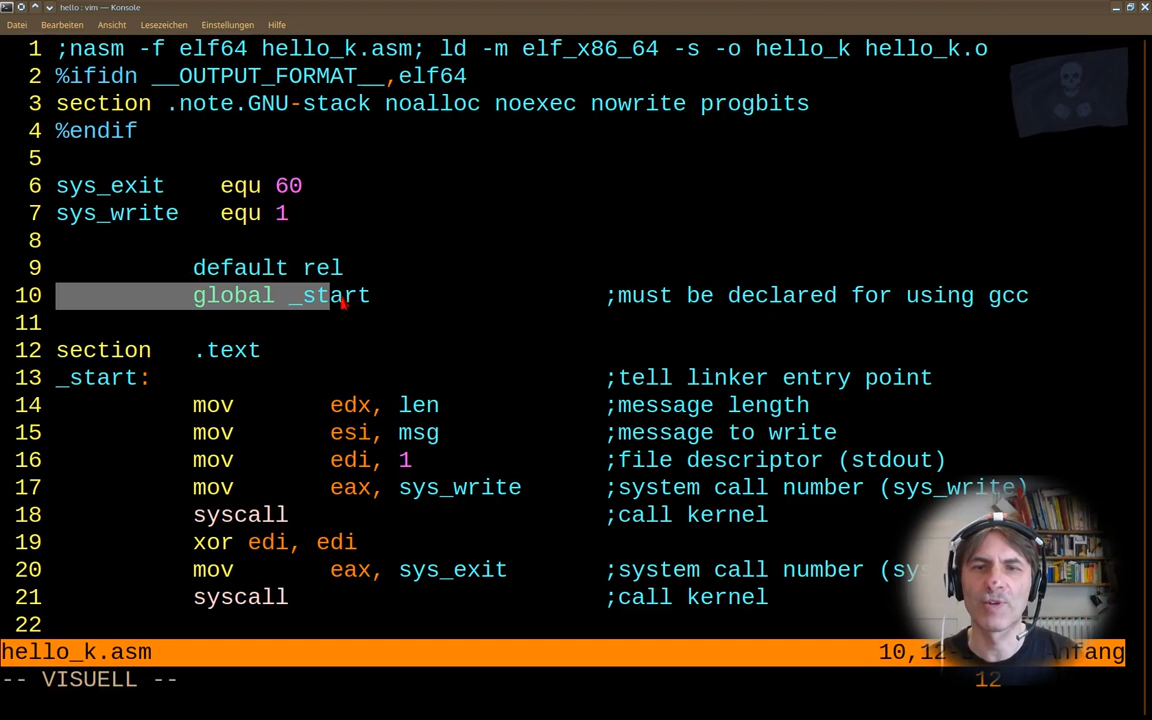 hello : vim — Konsole
Datei Bearbeiten Ansicht Lesezeichen Einstellungen Hilfe
1 ;nasm -f elf64 hello_k.asm; ld -m elf_x86_64 -s -o hello_k hello_k.o
2 %ifidn __OUTPUT_FORMAT__,elf64
3 section .note.GNU-stack noalloc noexec nowrite progbits
4 %endif
5
6 sys_exit equ 60
7 sys_write equ 1
8
9 default rel
10 global _start ;must be declared for using gcc
11
12 section .text
13 _start: ;tell linker entry point
14 mov edx, len ;message length
15 mov esi, msg ;message to write
16 mov edi, 1 ;file descriptor (stdout)
17 mov eax, sys_write ;system call number (sys_write)
18 syscall ;call kernel
19 xor edi, edi
20 mov eax, sys_exit ;system call number (sys
21 syscall ;call kernel
22
hello_k.asm 10,12
-- VISUELL -- 12